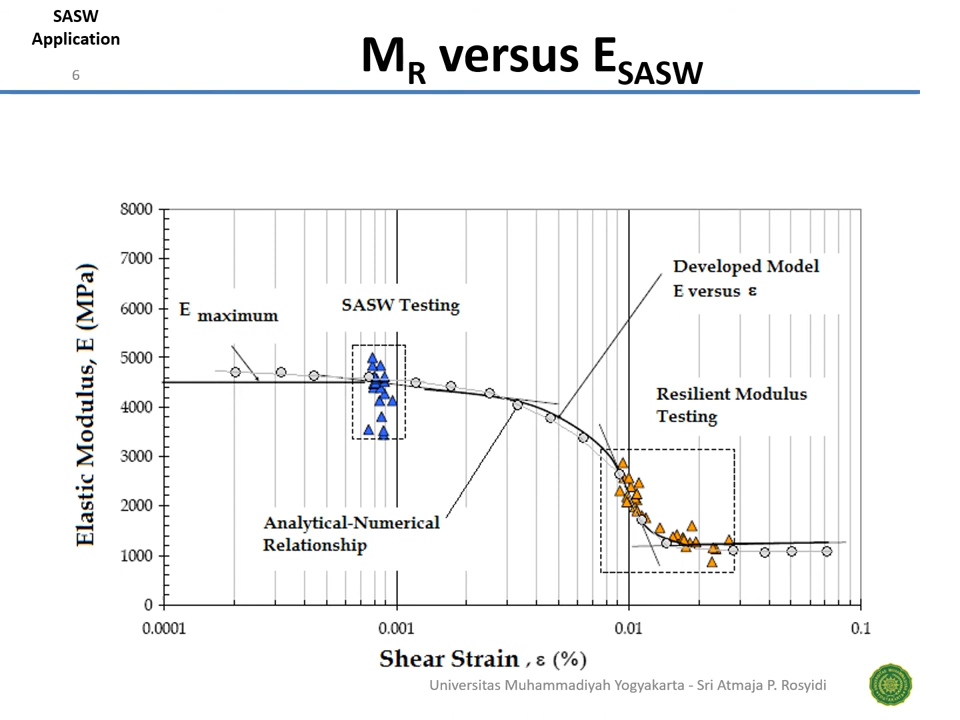 SASW
Application
6
MR versus ESASW
8000
7000
6000
5000
4000
3000
2000
1000
0
Elastic Modulus, E (MPa)
E maximum
SASW Testing
Developed Model
E versus ε
Resilient Modulus
Testing
Analytical-Numerical
Relationship
0.0001
0.001
0.01
0.1
Shear Strain , ε (%)
Universitas Muhammadiyah Yogyakarta - Sri Atmaja P. Rosyidi